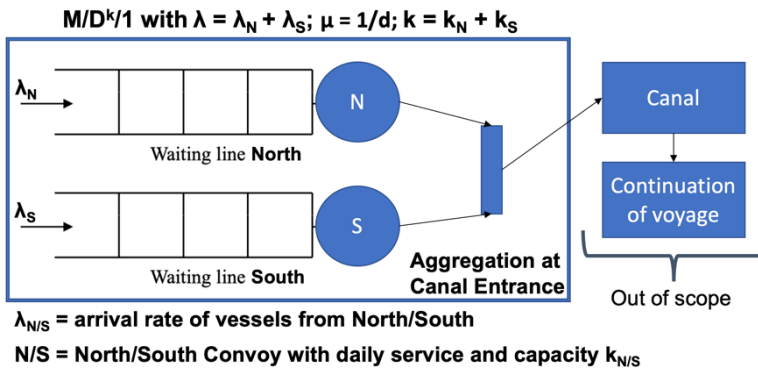 M/Dᵏ/1 with λ = λ_N + λ_S; μ = 1/d; k = k_N + k_S
λ_N
N
Waiting line North
λ_S
S
Waiting line South
Aggregation at
Canal Entrance
Canal
Continuation
of voyage
Out of scope
λ_N/S = arrival rate of vessels from North/South
N/S = North/South Convoy with daily service and capacity k_N/S